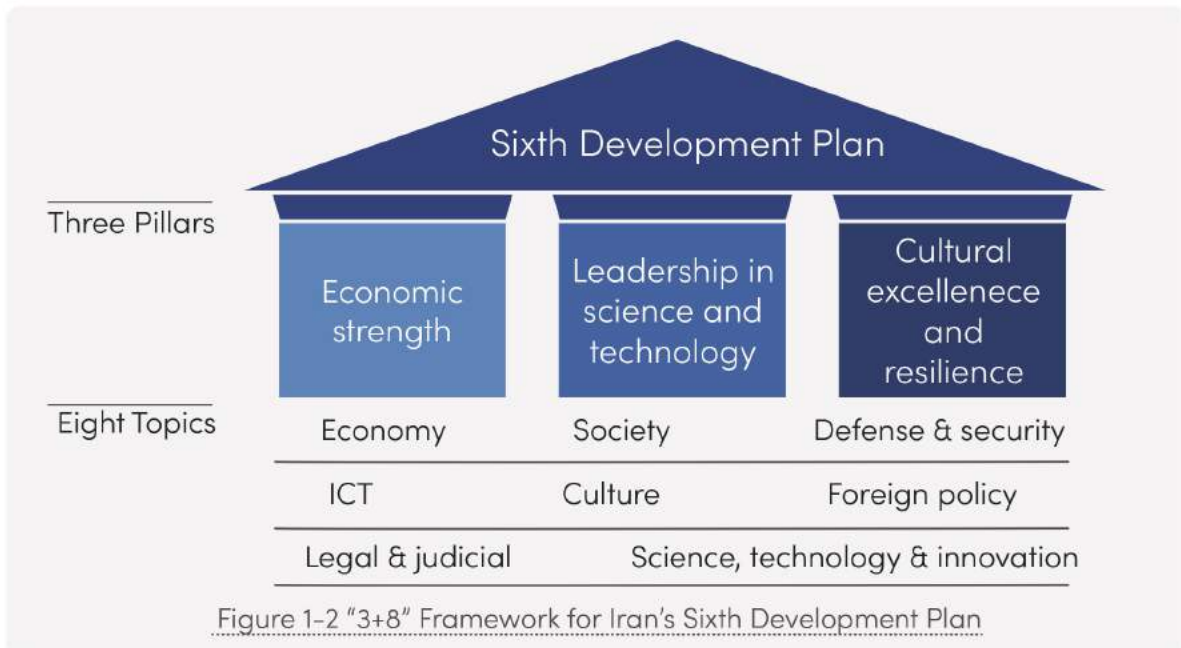 Sixth Development Plan
Three Pillars
Economic
strength
Leadership in
science and
technology
Cultural
excellenece
and
resilience
Eight Topics
Economy Society Defense & security
ICT Culture Foreign policy
Legal & judicial Science, technology & innovation
Figure 1-2 “3+8” Framework for Iran’s Sixth Development Plan